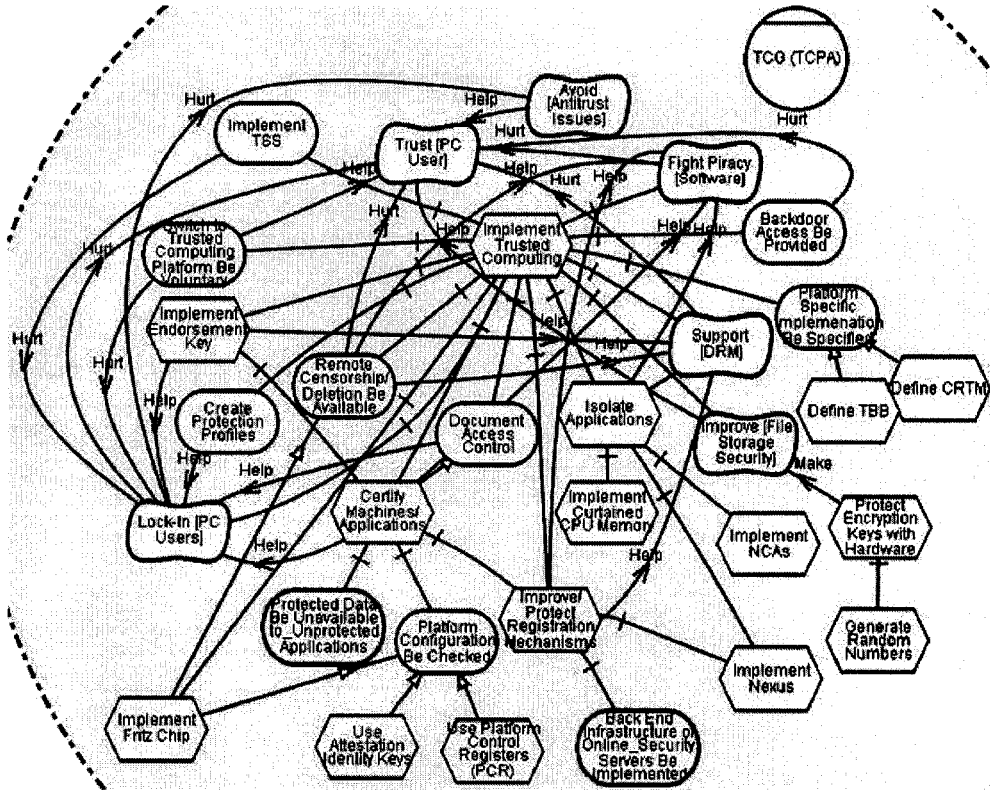 TCG (TCPA)
Avoid
[Antitrust
Issues]
Hurt
Help
Hurt
Implement
TSS
Trust [PC
User]
Hurt
Fight Piracy
[Software]
Help
Help
Hurt
Help
Hurt
Help
Help
Help
Implement
Trusted
Computing
Backdoor
Access Be
Provided
Switch to
Trusted
Computing
Platform Be
Voluntary
Hurt
Hurt
Implement
Endorsement
Key
Platform
Specific
Implemenation
Be Specified
Help
Support
[DRM]
Help
Hurt
Hurt
Remote
Censorship/
Deletion Be
Available
Define CRTM
Define TBB
Help
Create
Protection
Profiles
Document
Access
Control
Isolate
Applications
Improve [File
Storage
Security]
Help
Help
Make
Lock-In [PC
Users]
Certify
Machines/
Applications
Implement
Curtained
CPU Memor
Implement
NCAs
Protect
Encryption
Keys with
Hardware
Help
Help
Protected Data
Be Unavailable
to_Unprotected
Applications
Platform
Configuration
Be Checked
Improve/
Protect
Registration
Mechanisms
Generate
Random
Numbers
Implement
Nexus
Implement
Fritz Chip
Use
Attestation
Identity Keys
Use Platform
Control
Registers
(PCR)
Back End
Infrastructure of
Online_Security
Servers Be
Implemented